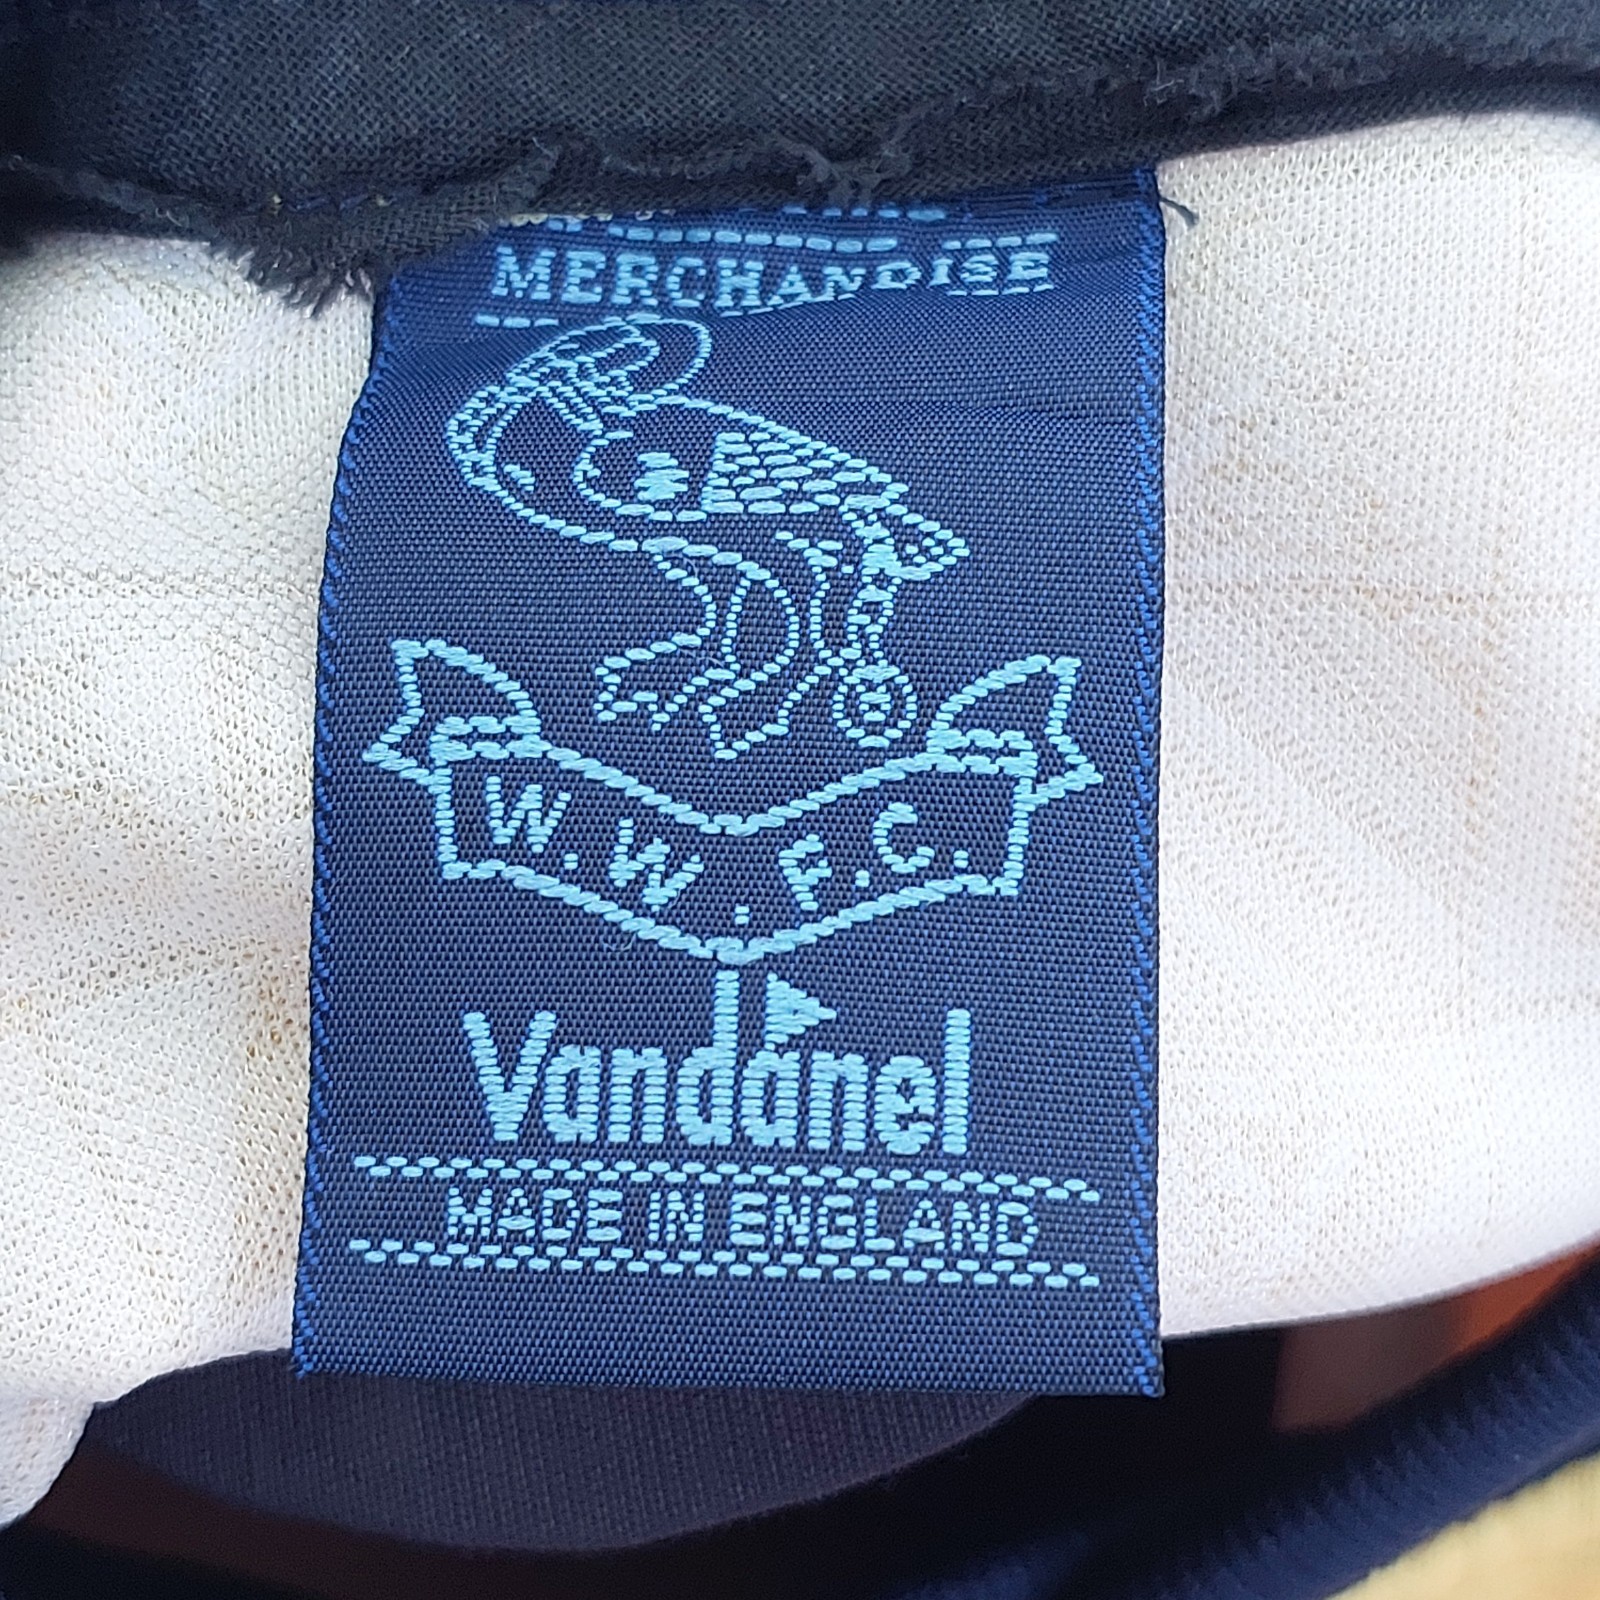 MERCHANDISE
W.W.F.C.
Vandanel
MADE IN ENGLAND